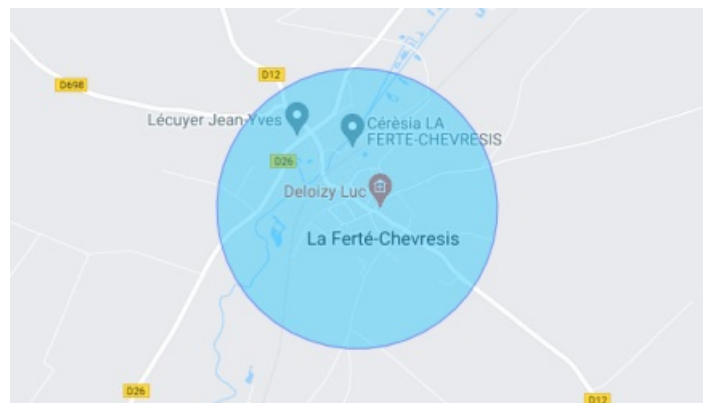 D698
D12
Lécuyer Jean-Yves
Cérèsia LA
FERTE-CHEVRESIS
D26
Deloizy Luc
La Ferté-Chevresis
D26
D12